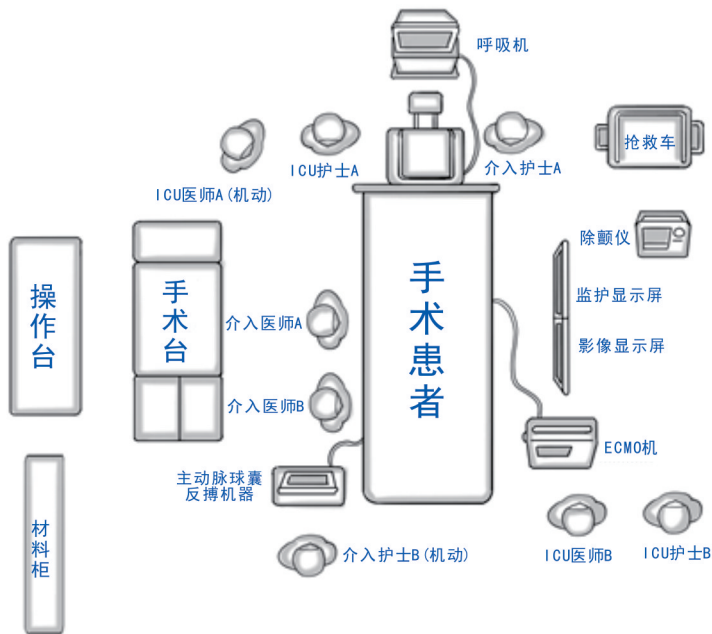 呼吸机
抢救车
ICU医师A(机动)
ICU护士A
介入护士A
除颤仪
操作台
手术台
手术患者
监护显示屏
介入医师A
影像显示屏
介入医师B
ECMO机
主动脉球囊
反搏机器
材料柜
介入护士B(机动)
ICU医师B
ICU护士B